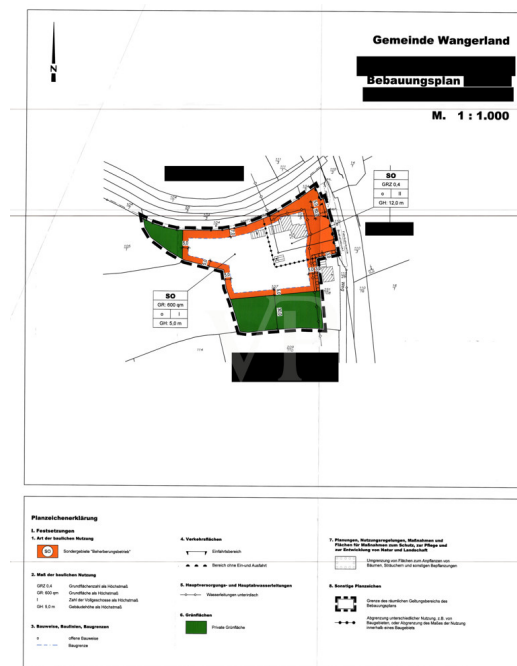 N
Gemeinde Wangerland
Bebauungsplan
M. 1 : 1.000
SO
GRZ 0,4
o II
GH: 12,0 m
SO
GR: 600 qm
o I
GH: 5,0 m
VT
Planzeichenerklärung
I. Festsetzungen
1. Art der baulichen Nutzung
SO Sondergebiete "Beherbergungsbetrieb"
2. Maß der baulichen Nutzung
GRZ 0,4 Grundflächenzahl als Höchstmaß
GR: 600 qm Grundfläche als Höchstmaß
I Zahl der Vollgeschosse als Höchstmaß
GH: 5,0 m Gebäudehöhe als Höchstmaß
3. Bauweise, Baulinien, Baugrenzen
o offene Bauweise
Baugrenze
4. Verkehrsflächen
Einfahrtsbereich
Bereich ohne Ein-und Ausfahrt
5. Hauptversorgungs- und Hauptabwasserleitungen
Wasserleitungen unterirdisch
6. Grünflächen
Private Grünfläche
7. Planungen, Nutzungsregelungen, Maßnahmen und
Flächen für Maßnahmen zum Schutz, zur Pflege und
zur Entwicklung von Natur und Landschaft
Umgrenzung von Flächen zum Anpflanzen von
Bäumen, Sträuchern und sonstigen Bepflanzungen
8. Sonstige Planzeichen
Grenze des räumlichen Geltungsbereichs des
Bebauungsplans
Abgrenzung unterschiedlicher Nutzung, z.B. von
Baugebieten, oder Abgrenzung des Maßes der Nutzung
innerhalb eines Baugebiets